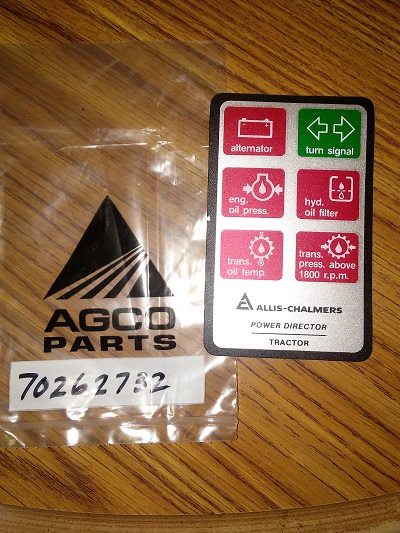 AGCO
PARTS
70262732
alternator
turn signal
eng.
oil press.
hyd.
oil filter
trans.
oil temp.
trans.
press. above
1800 r.p.m.
ALLIS-CHALMERS
POWER DIRECTOR
TRACTOR